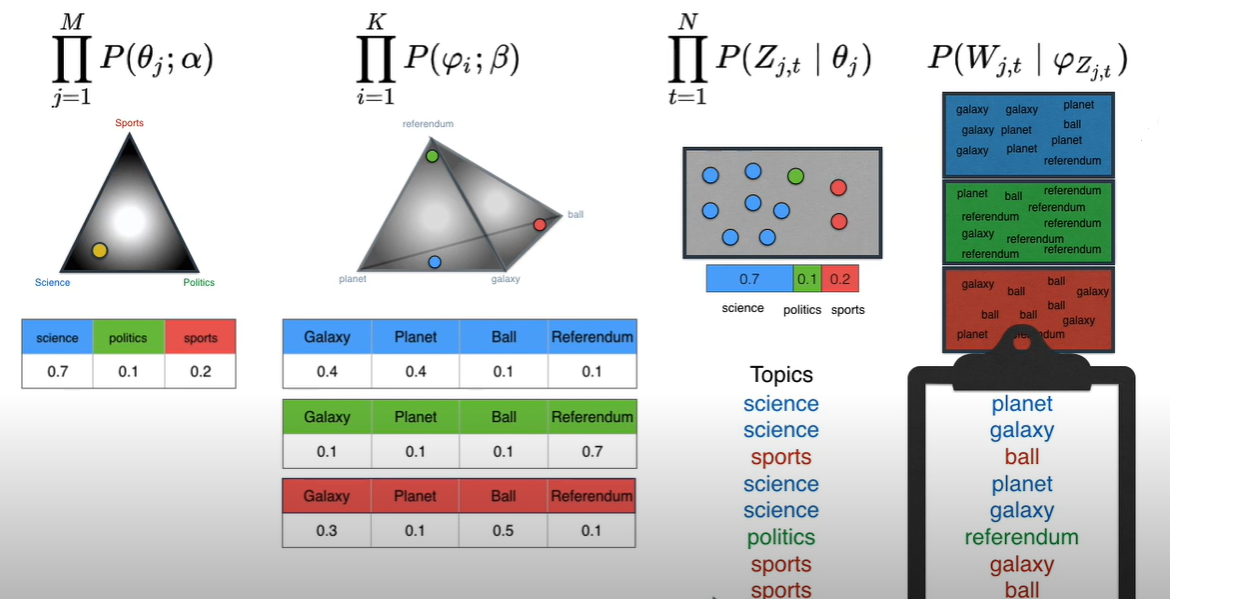 M
∏ P(θ_j; α)
j=1
K
∏ P(φ_i; β)
i=1
N
∏ P(Z_{j,t} | θ_j)
t=1
P(W_{j,t} | φ_{Z_{j,t}})
Sports
Science Politics
science politics sports
0.7 0.1 0.2
referendum
ball
planet galaxy
Galaxy Planet Ball Referendum
0.4 0.4 0.1 0.1
Galaxy Planet Ball Referendum
0.1 0.1 0.1 0.7
Galaxy Planet Ball Referendum
0.3 0.1 0.5 0.1
0.7 0.1 0.2
science politics sports
Topics
science
science
sports
science
science
politics
sports
sports
galaxy galaxy planet
galaxy planet ball
planet
galaxy planet
referendum
planet ball referendum
referendum
referendum
referendum
galaxy referendum
referendum referendum
galaxy ball ball galaxy
ball
ball ball galaxy
planet
planet
galaxy
ball
planet
galaxy
referendum
galaxy
ball